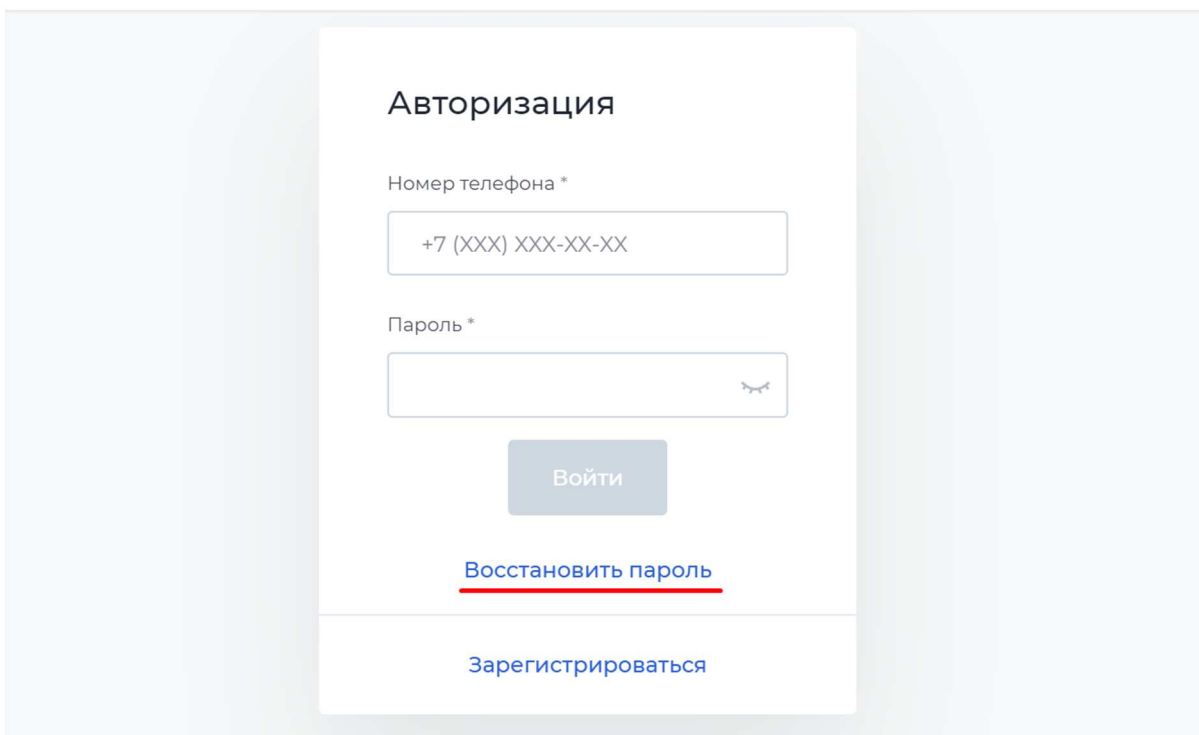 Авторизация
Номер телефона *
+7 (XXX) XXX-XX-XX
Пароль *
Войти
Восстановить пароль
Зарегистрироваться